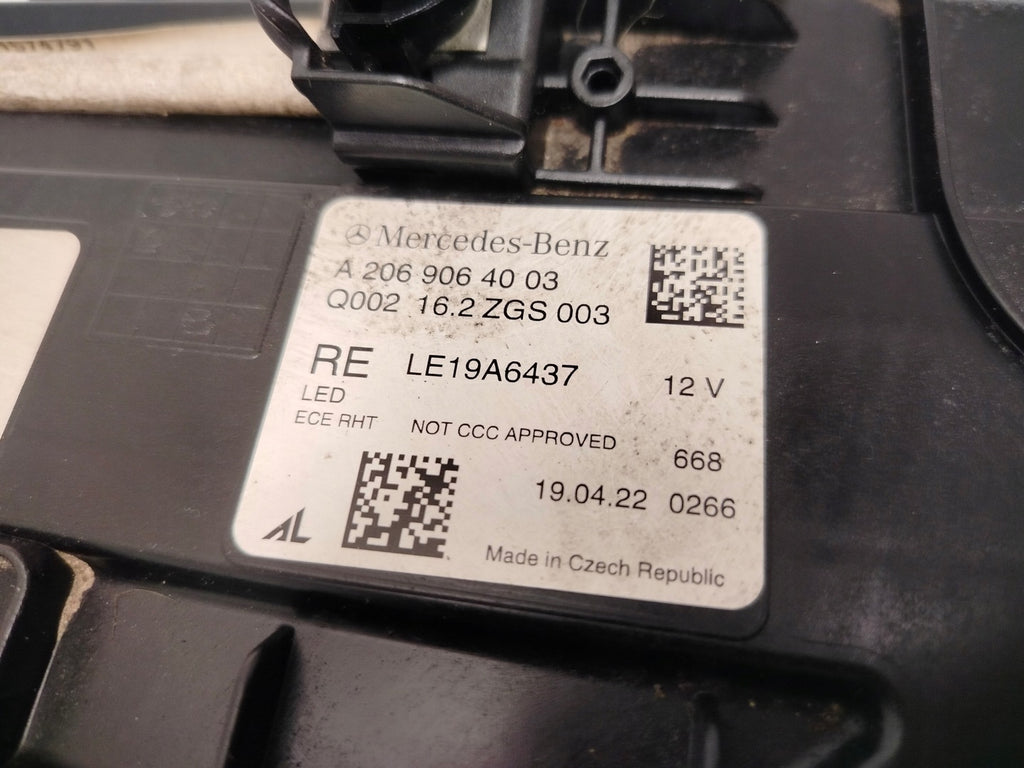 Mercedes-Benz
A 206 906 40 03
Q002 16.2 ZGS 003
RE LE19A6437 12 V
LED
ECE RHT NOT CCC APPROVED 668
19.04.22 0266
AL
Made in Czech Republic